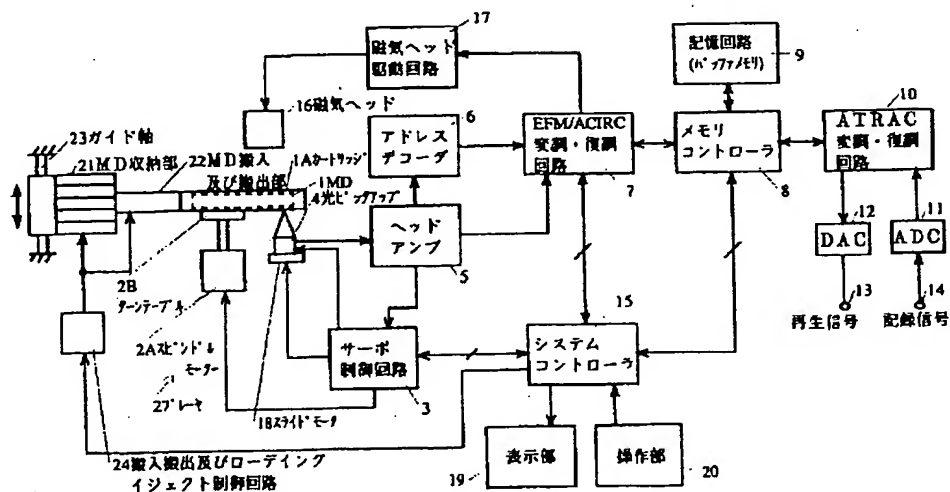 17
磁気ヘッド
駆動回路
記憶回路
(バッファメモリ)
9
16磁気ヘッド
6
アドレス
デコーダ
EFM/ACIRC
変調・復調
回路
7
メモリ
コントローラ
8
10
ATRAC
変調・復調
回路
23ガイド軸
21MD収納部
22MD搬入
及び搬出部
1Aカートリッジ
1MD
4光ピックアップ
ヘッド
アンプ
5
12
DAC
11
ADC
13
14
再生信号
記録信号
2B
ターンテーブル
2Aスピンドル
モーター
2プレーヤ
サーボ
制御回路
3
15
システム
コントローラ
18スライドモータ
24搬入搬出及びローディング
イジェクト制御回路
19
表示部
操作部
20